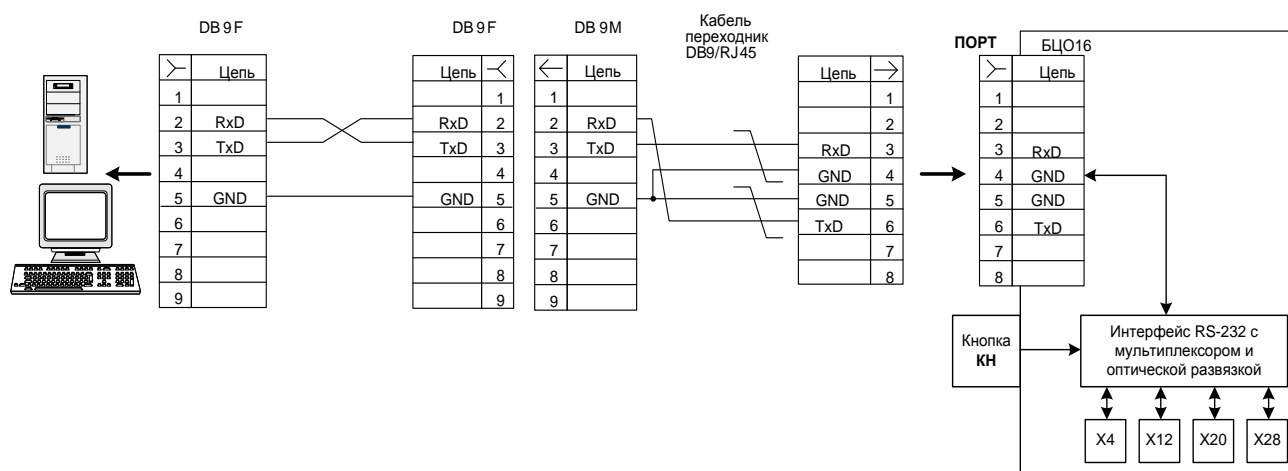 DB 9 F
DB 9 F
DB 9M
Кабель
переходник
DB9/RJ45
ПОРТ
БЦО16
Цепь
1
2 RxD
3 TxD
4
5 GND
6
7
8
9
Цепь
1
RxD 2
TxD 3
4
GND 5
6
7
8
9
Цепь
1
2 RxD
3 TxD
4
5 GND
6
7
8
9
Цепь
1
2
RxD 3
GND 4
GND 5
TxD 6
7
8
Цепь
1
2
3 RxD
4 GND
5 GND
6 TxD
7
8
Кнопка
КН
Интерфейс RS-232 с
мультиплексором и
оптической развязкой
X4
X12
X20
X28